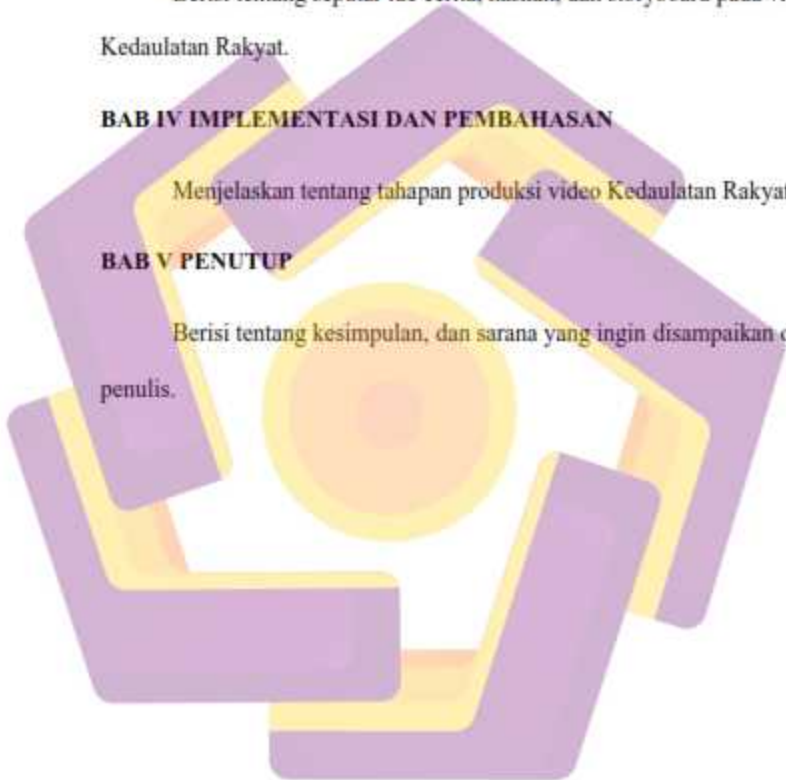 Kedaulatan Rakyat.
BAB IV IMPLEMENTASI DAN PEMBAHASAN
Menjelaskan tentang tahapan produksi video Kedaulatan Rakyat
BAB V PENUTUP
Berisi tentang kesimpulan, dan sarana yang ingin disampaikan
penulis.